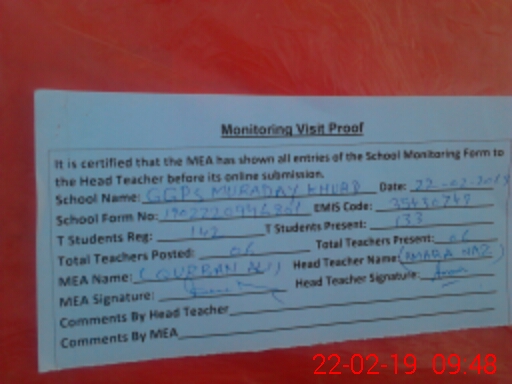 Monitoring Visit Proof
It is certified that the MEA has shown all entries of the School Monitoring Form to
the Head Teacher before its online submission.
School Name: GGPS MURADAY KHURD Date: 22-02-2019
School Form No: EMIS Code:
T Students Reg: 142 T Students Present: 133
Total Teachers Posted: 06 Total Teachers Present: 06
MEA Name: (QURBAN ALI) Head Teacher Name: (AMARA NAZ)
MEA Signature: Head Teacher Signature:
Comments By Head Teacher
Comments By MEA
22-02-19 09:48